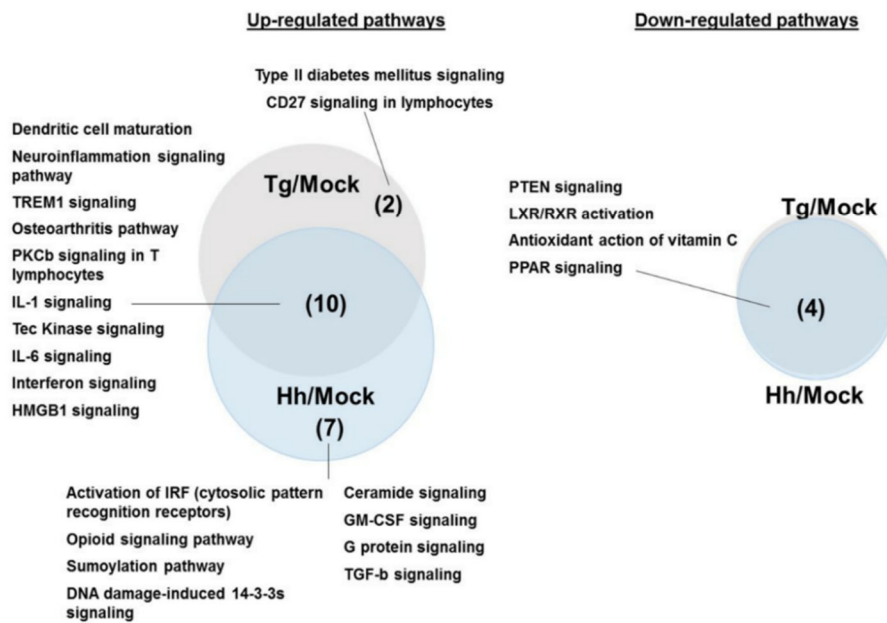 Up-regulated pathways
Down-regulated pathways
Type II diabetes mellitus signaling
CD27 signaling in lymphocytes
Dendritic cell maturation
Neuroinflammation signaling
pathway
TREM1 signaling
Osteoarthritis pathway
PKCb signaling in T
lymphocytes
IL-1 signaling
Tec Kinase signaling
IL-6 signaling
Interferon signaling
HMGB1 signaling
Tg/Mock
(2)
(10)
Hh/Mock
(7)
Activation of IRF (cytosolic pattern
recognition receptors)
Opioid signaling pathway
Sumoylation pathway
DNA damage-induced 14-3-3s
signaling
Ceramide signaling
GM-CSF signaling
G protein signaling
TGF-b signaling
PTEN signaling
LXR/RXR activation
Antioxidant action of vitamin C
PPAR signaling
Tg/Mock
(4)
Hh/Mock